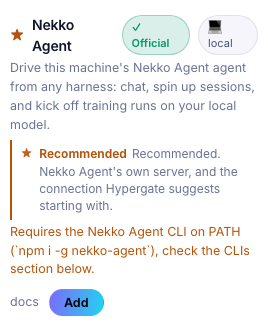 Nekko Agent
✓ Official
💻 local
Drive this machine's Nekko Agent agent
from any harness: chat, spin up sessions,
and kick off training runs on your local
model.
★ Recommended Recommended.
Nekko Agent's own server, and the
connection Hypergate suggests
starting with.
Requires the Nekko Agent CLI on PATH
(`npm i -g nekko-agent`), check the CLIs
section below.
docs Add